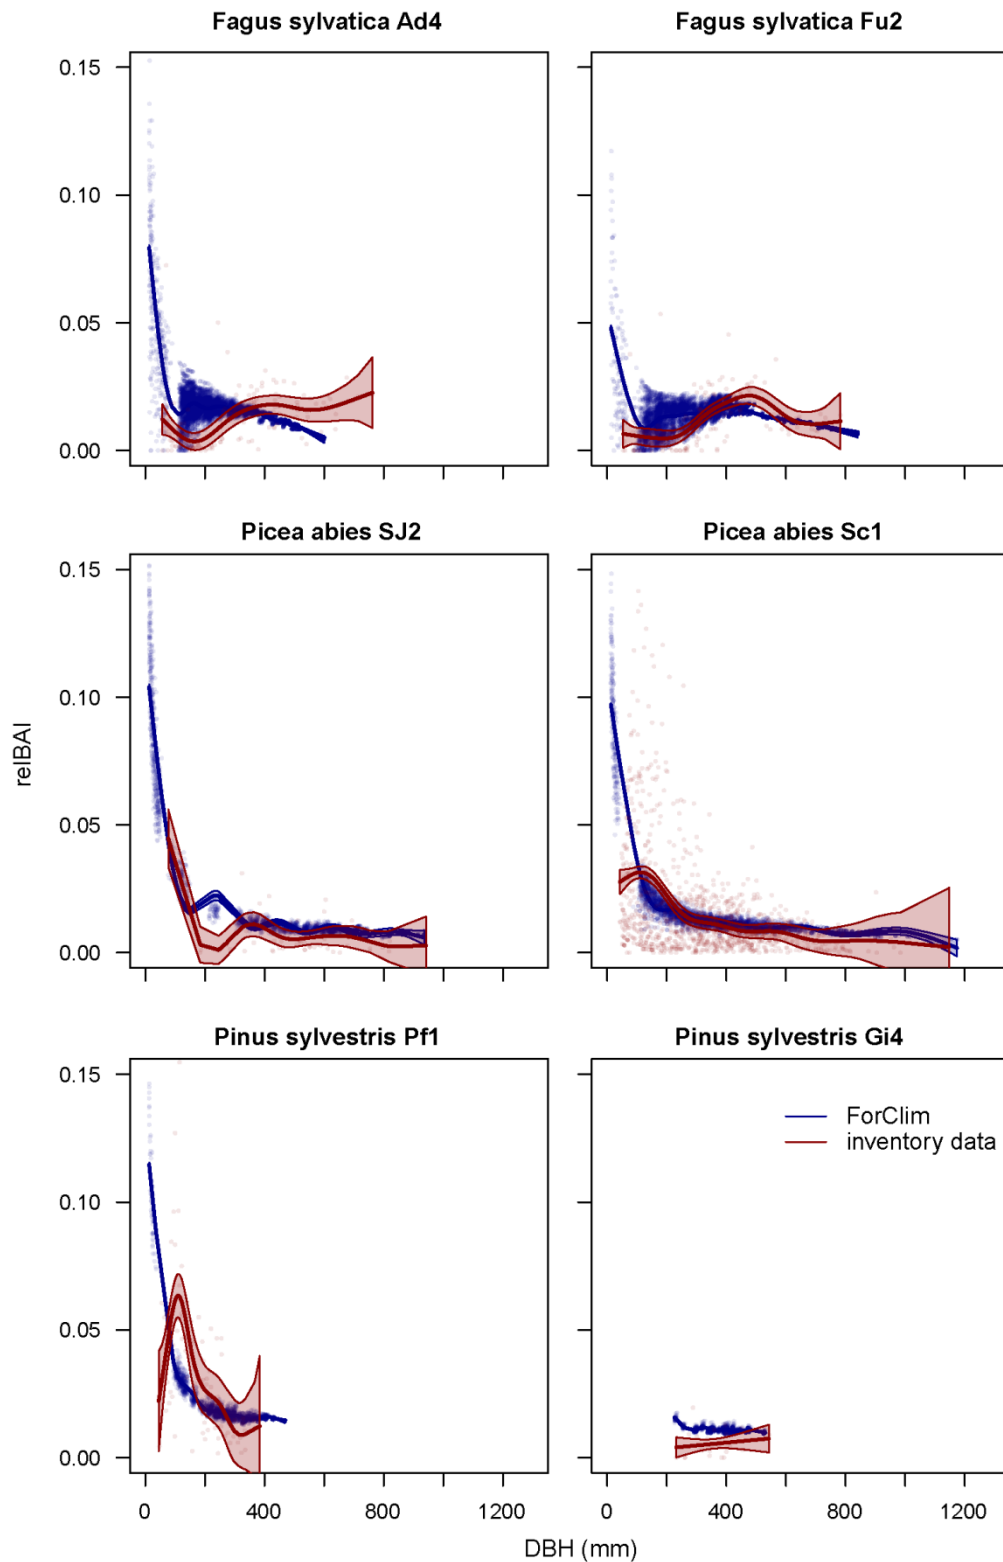 Fagus sylvatica Ad4
Fagus sylvatica Fu2
0.15
0.10
0.05
0.00
Picea abies SJ2
Picea abies Sc1
0.15
0.10
0.05
0.00
relBAI
Pinus sylvestris Pf1
Pinus sylvestris Gi4
0.15
0.10
0.05
0.00
ForClim
inventory data
0 400 800 1200
0 400 800 1200
DBH (mm)